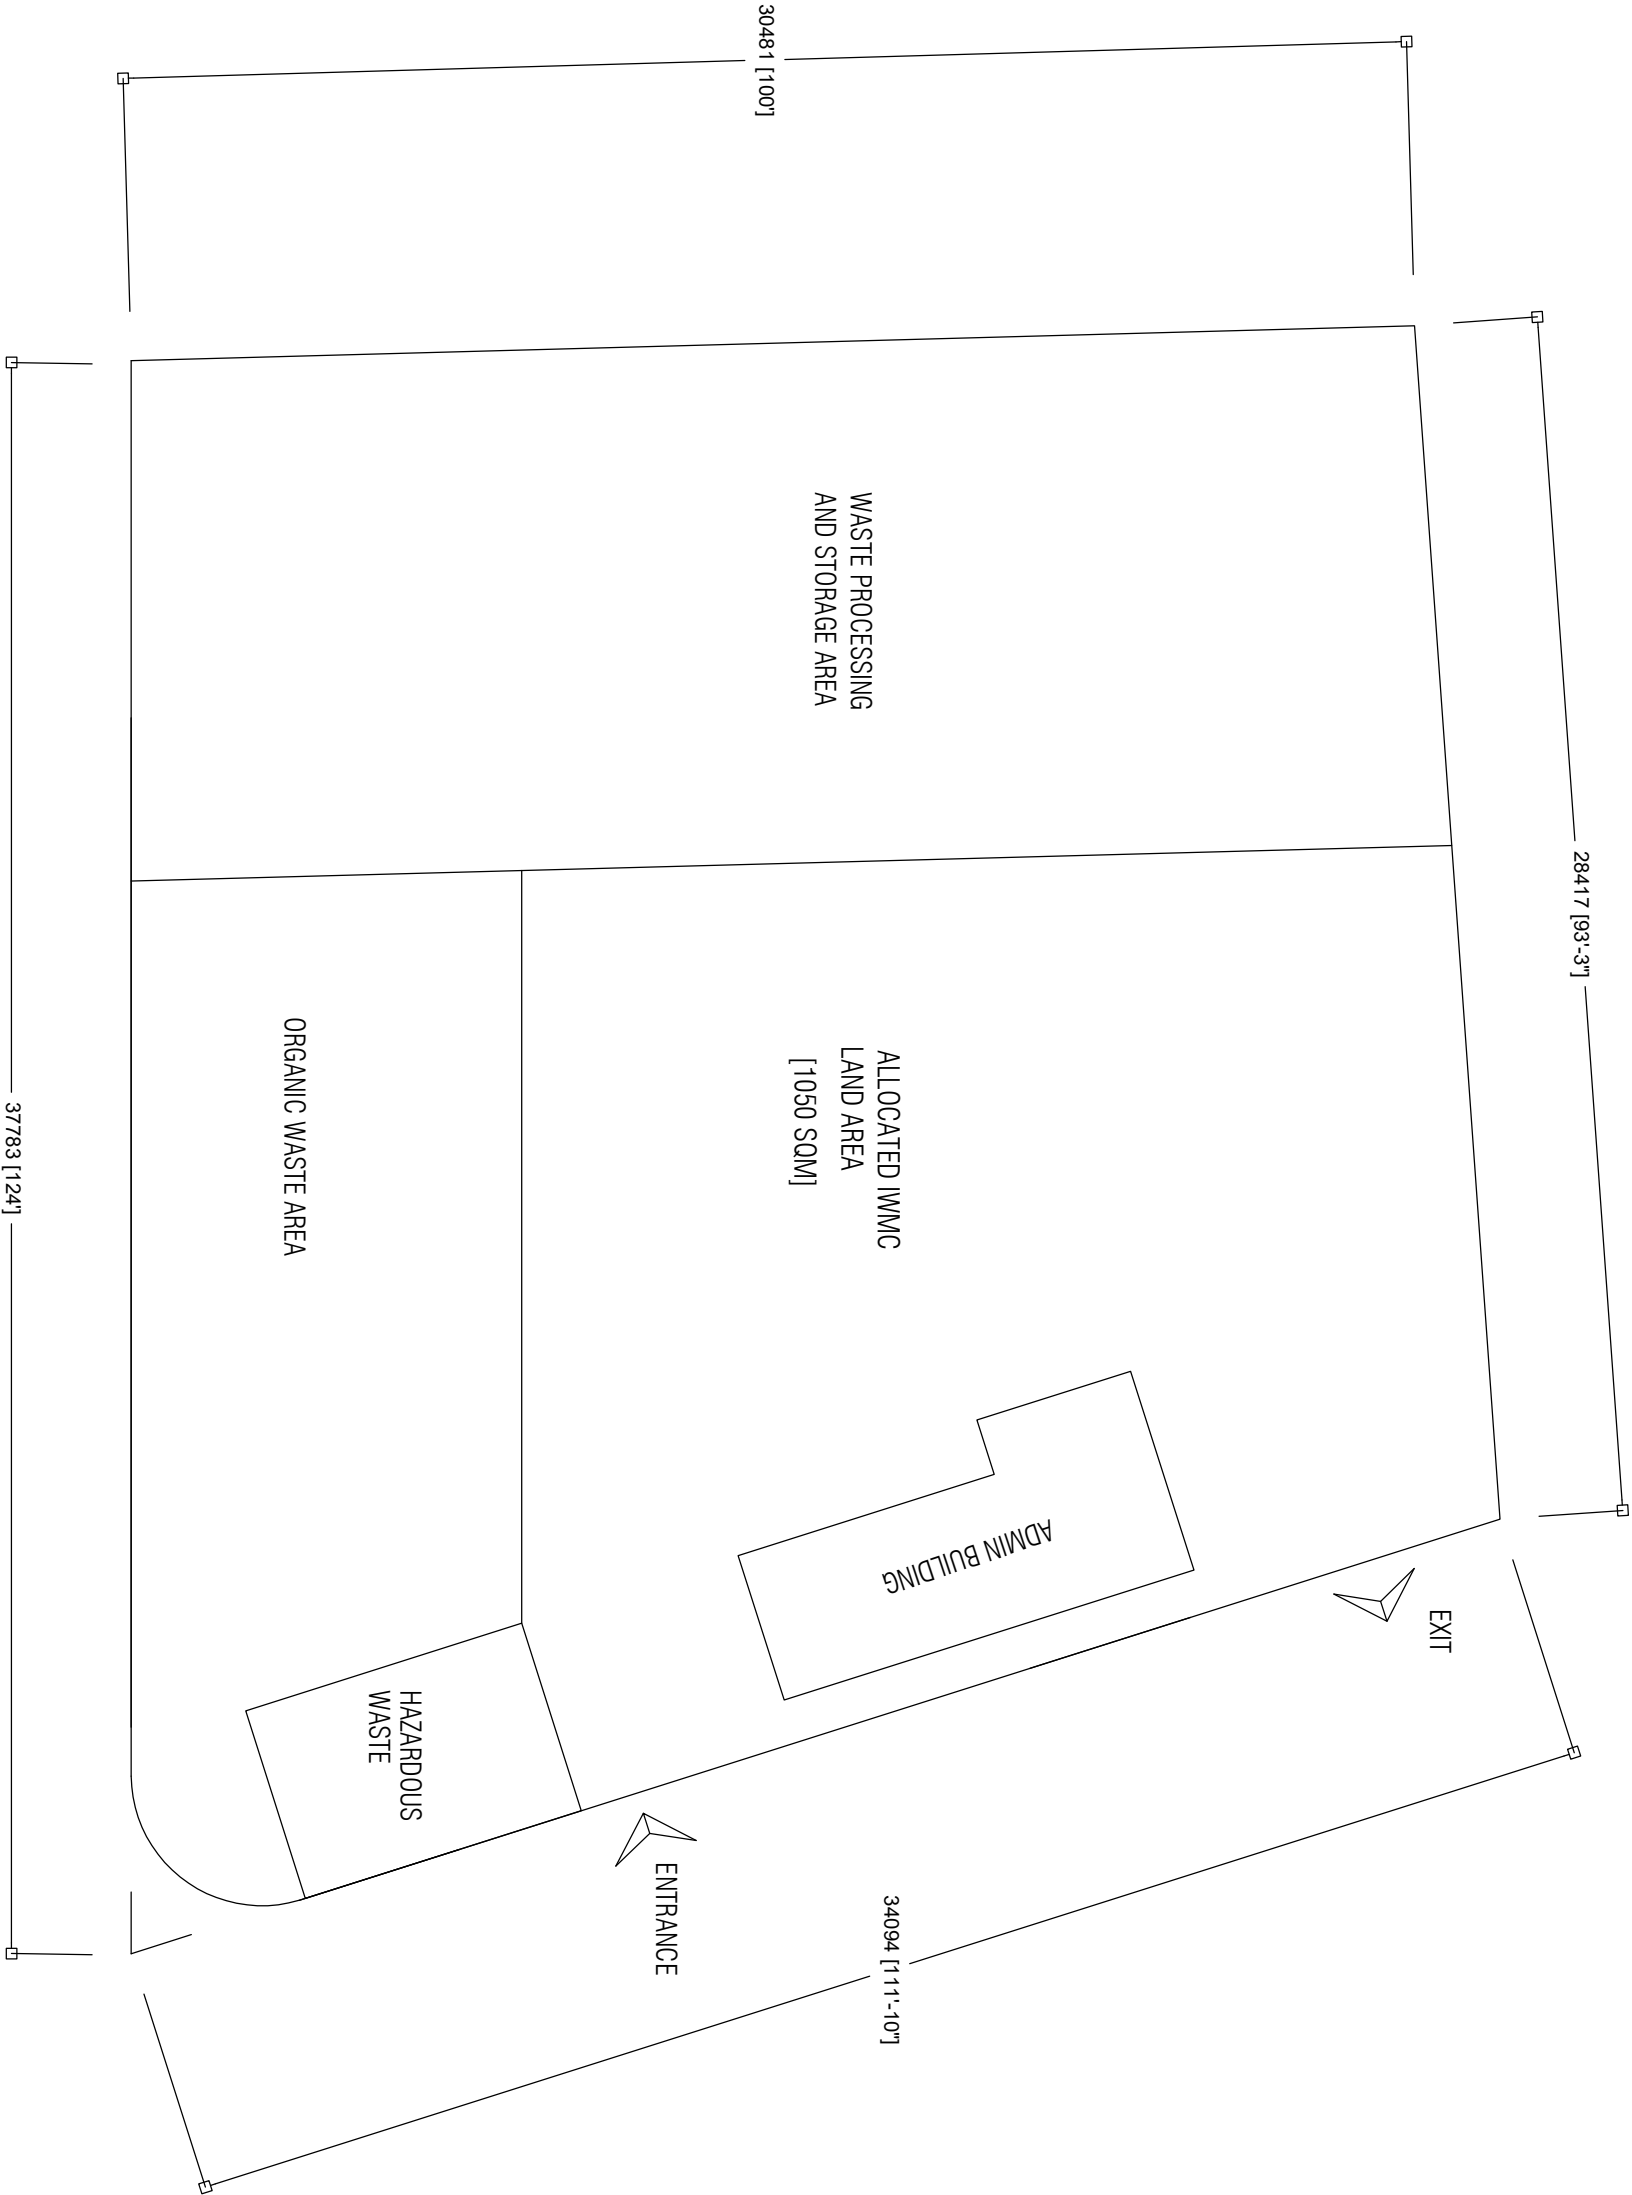 30481 [100']
28417 [93'-3"]
WASTE PROCESSING
AND STORAGE AREA
ALLOCATED IWMC
LAND AREA
[1050 SQM]
ORGANIC WASTE AREA
37783 [124']
ADMIN BUILDING
EXIT
HAZARDOUS
WASTE
ENTRANCE
34094 [111'-10"]